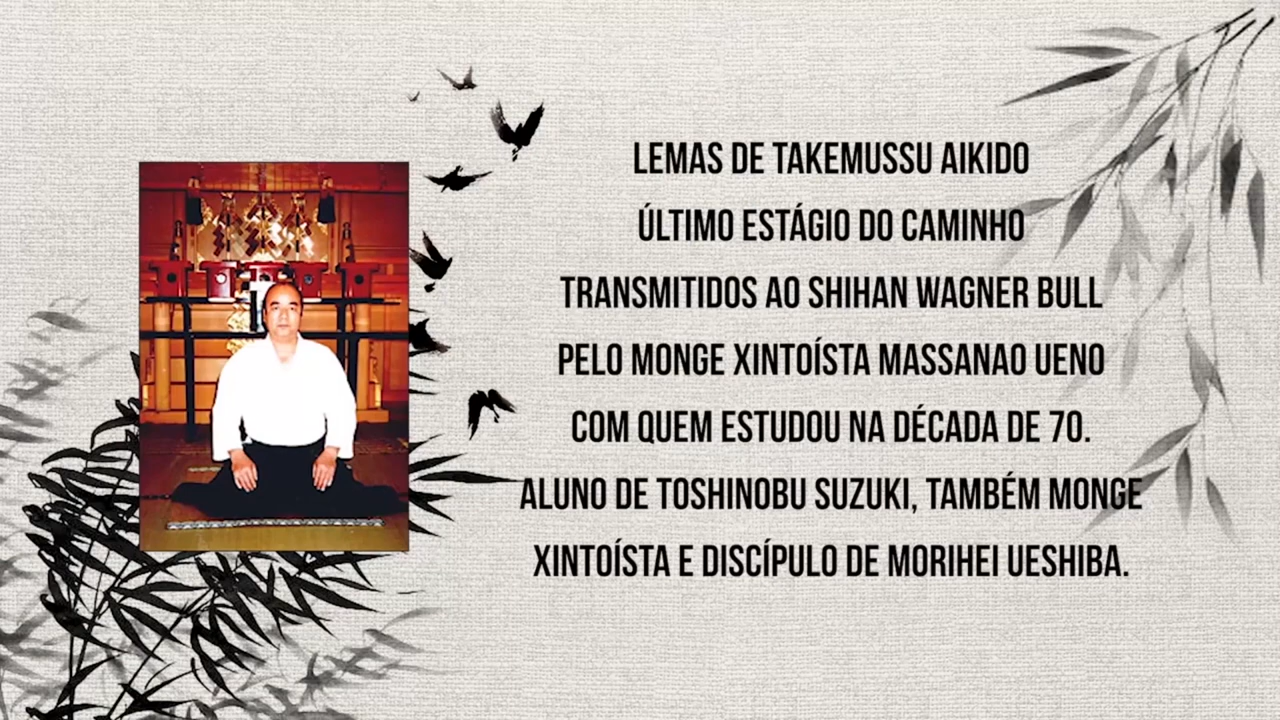 LEMAS DE TAKEMUSSU AIKIDO
ÚLTIMO ESTÁGIO DO CAMINHO
TRANSMITIDOS AO SHIHAN WAGNER BULL
PELO MONGE XINTOÍSTA MASSANAO UENO
COM QUEM ESTUDOU NA DÉCADA DE 70.
ALUNO DE TOSHINOBU SUZUKI, TAMBÉM MONGE
XINTOÍSTA E DISCÍPULO DE MORIHEI UESHIBA.